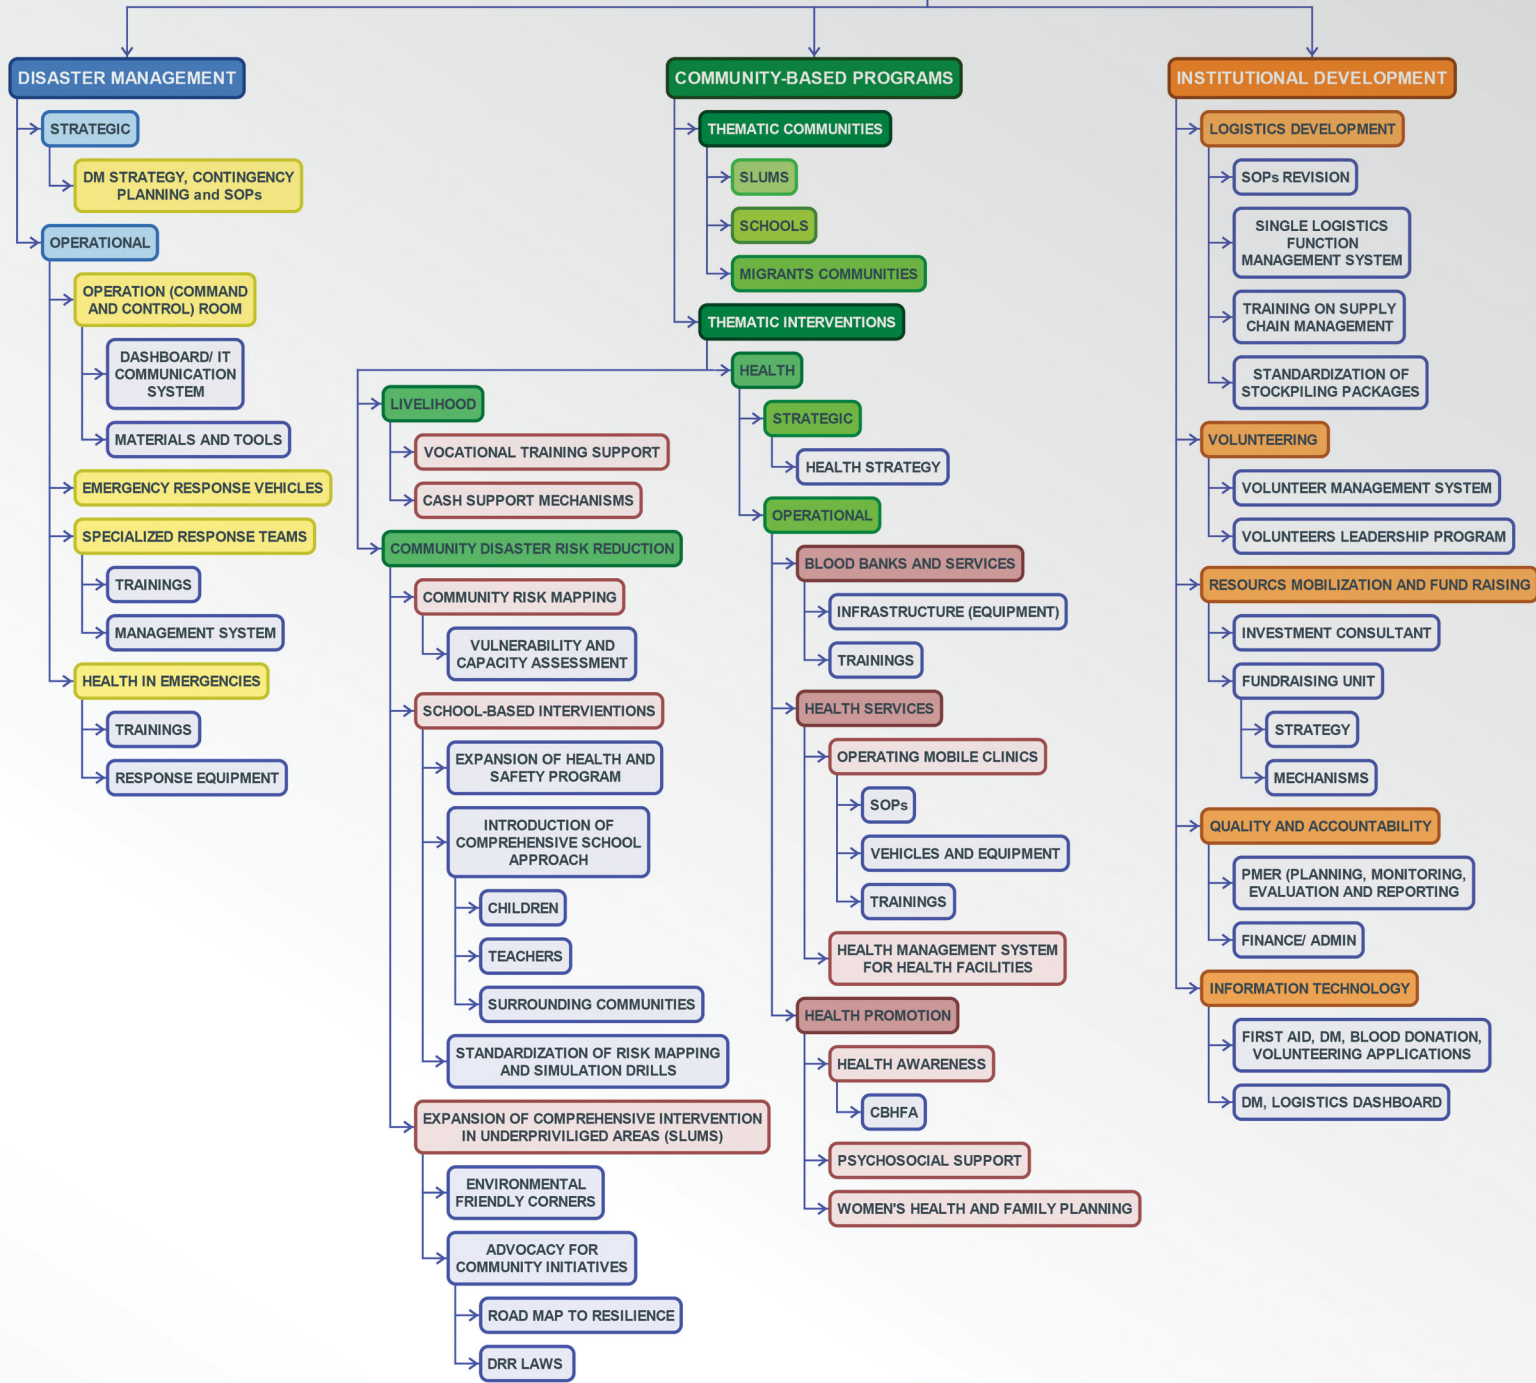 DISASTER MANAGEMENT
STRATEGIC
DM STRATEGY, CONTINGENCY
PLANNING and SOPs
OPERATIONAL
OPERATION (COMMAND
AND CONTROL) ROOM
DASHBOARD/ IT
COMMUNICATION
SYSTEM
MATERIALS AND TOOLS
EMERGENCY RESPONSE VEHICLES
SPECIALIZED RESPONSE TEAMS
TRAININGS
MANAGEMENT SYSTEM
HEALTH IN EMERGENCIES
TRAININGS
RESPONSE EQUIPMENT
COMMUNITY-BASED PROGRAMS
THEMATIC COMMUNITIES
SLUMS
SCHOOLS
MIGRANTS COMMUNITIES
THEMATIC INTERVENTIONS
LIVELIHOOD
VOCATIONAL TRAINING SUPPORT
CASH SUPPORT MECHANISMS
COMMUNITY DISASTER RISK REDUCTION
COMMUNITY RISK MAPPING
VULNERABILITY AND
CAPACITY ASSESSMENT
SCHOOL-BASED INTERVIENTIONS
EXPANSION OF HEALTH AND
SAFETY PROGRAM
INTRODUCTION OF
COMPREHENSIVE SCHOOL
APPROACH
CHILDREN
TEACHERS
SURROUNDING COMMUNITIES
STANDARDIZATION OF RISK MAPPING
AND SIMULATION DRILLS
EXPANSION OF COMPREHENSIVE INTERVENTION
IN UNDERPRIVILIGED AREAS (SLUMS)
ENVIRONMENTAL
FRIENDLY CORNERS
ADVOCACY FOR
COMMUNITY INITIATIVES
ROAD MAP TO RESILIENCE
DRR LAWS
HEALTH
STRATEGIC
HEALTH STRATEGY
OPERATIONAL
BLOOD BANKS AND SERVICES
INFRASTRUCTURE (EQUIPMENT)
TRAININGS
HEALTH SERVICES
OPERATING MOBILE CLINICS
SOPs
VEHICLES AND EQUIPMENT
TRAININGS
HEALTH MANAGEMENT SYSTEM
FOR HEALTH FACILITIES
HEALTH PROMOTION
HEALTH AWARENESS
CBHFA
PSYCHOSOCIAL SUPPORT
WOMEN'S HEALTH AND FAMILY PLANNING
INSTITUTIONAL DEVELOPMENT
LOGISTICS DEVELOPMENT
SOPs REVISION
SINGLE LOGISTICS
FUNCTION
MANAGEMENT SYSTEM
TRAINING ON SUPPLY
CHAIN MANAGEMENT
STANDARDIZATION OF
STOCKPILING PACKAGES
VOLUNTEERING
VOLUNTEER MANAGEMENT SYSTEM
VOLUNTEERS LEADERSHIP PROGRAM
RESOURCS MOBILIZATION AND FUND RAISING
INVESTMENT CONSULTANT
FUNDRAISING UNIT
STRATEGY
MECHANISMS
QUALITY AND ACCOUNTABILITY
PMER (PLANNING, MONITORING,
EVALUATION AND REPORTING
FINANCE/ ADMIN
INFORMATION TECHNOLOGY
FIRST AID, DM, BLOOD DONATION,
VOLUNTEERING APPLICATIONS
DM, LOGISTICS DASHBOARD